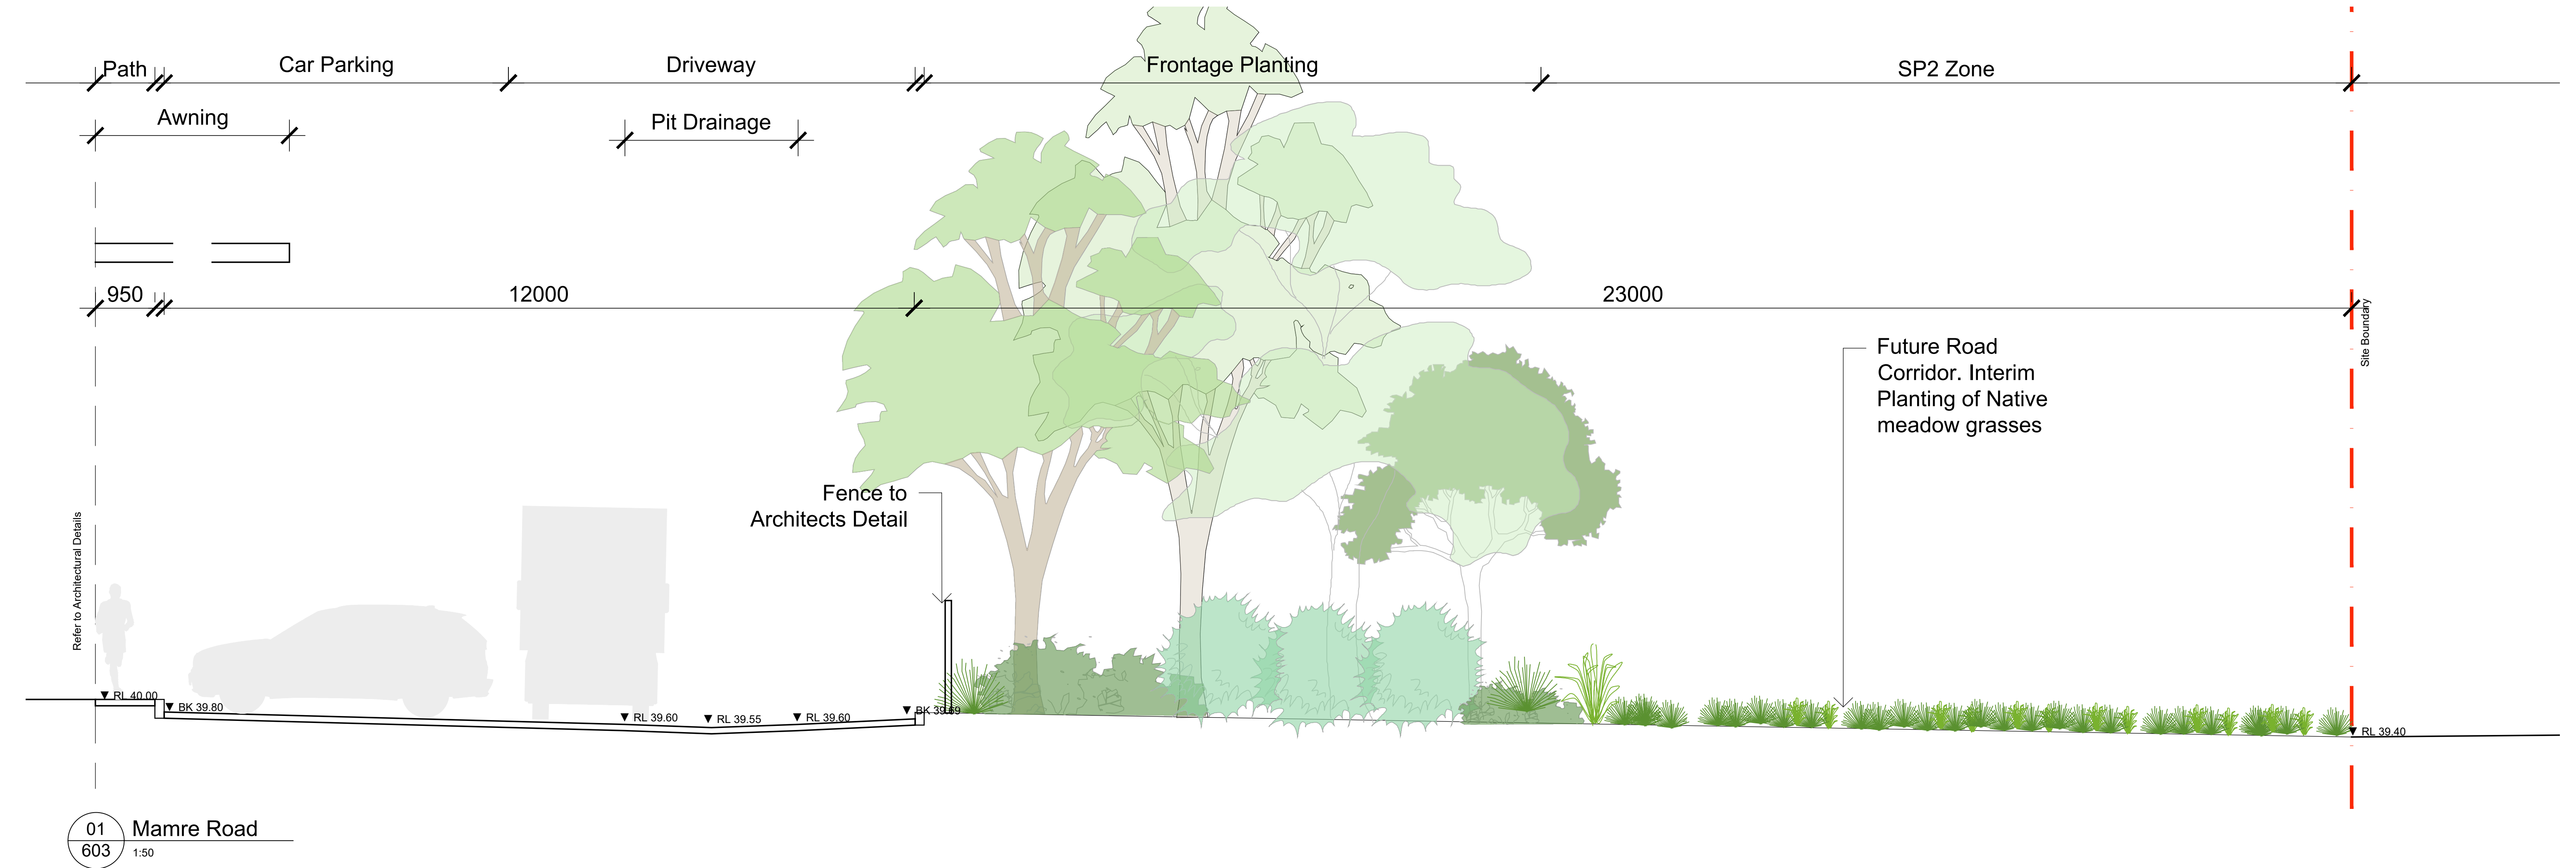 Path
Car Parking
Driveway
Frontage Planting
SP2 Zone
Awning
Pit Drainage
950
12000
23000
Site Boundary
Future Road
Corridor. Interim
Planting of Native
meadow grasses
Fence to
Architects Detail
Refer to Architectural Details
RL 40.00
BK 39.80
RL 39.60
RL 39.55
RL 39.60
BK 39.69
RL 39.40
01
603
Mamre Road
1:50